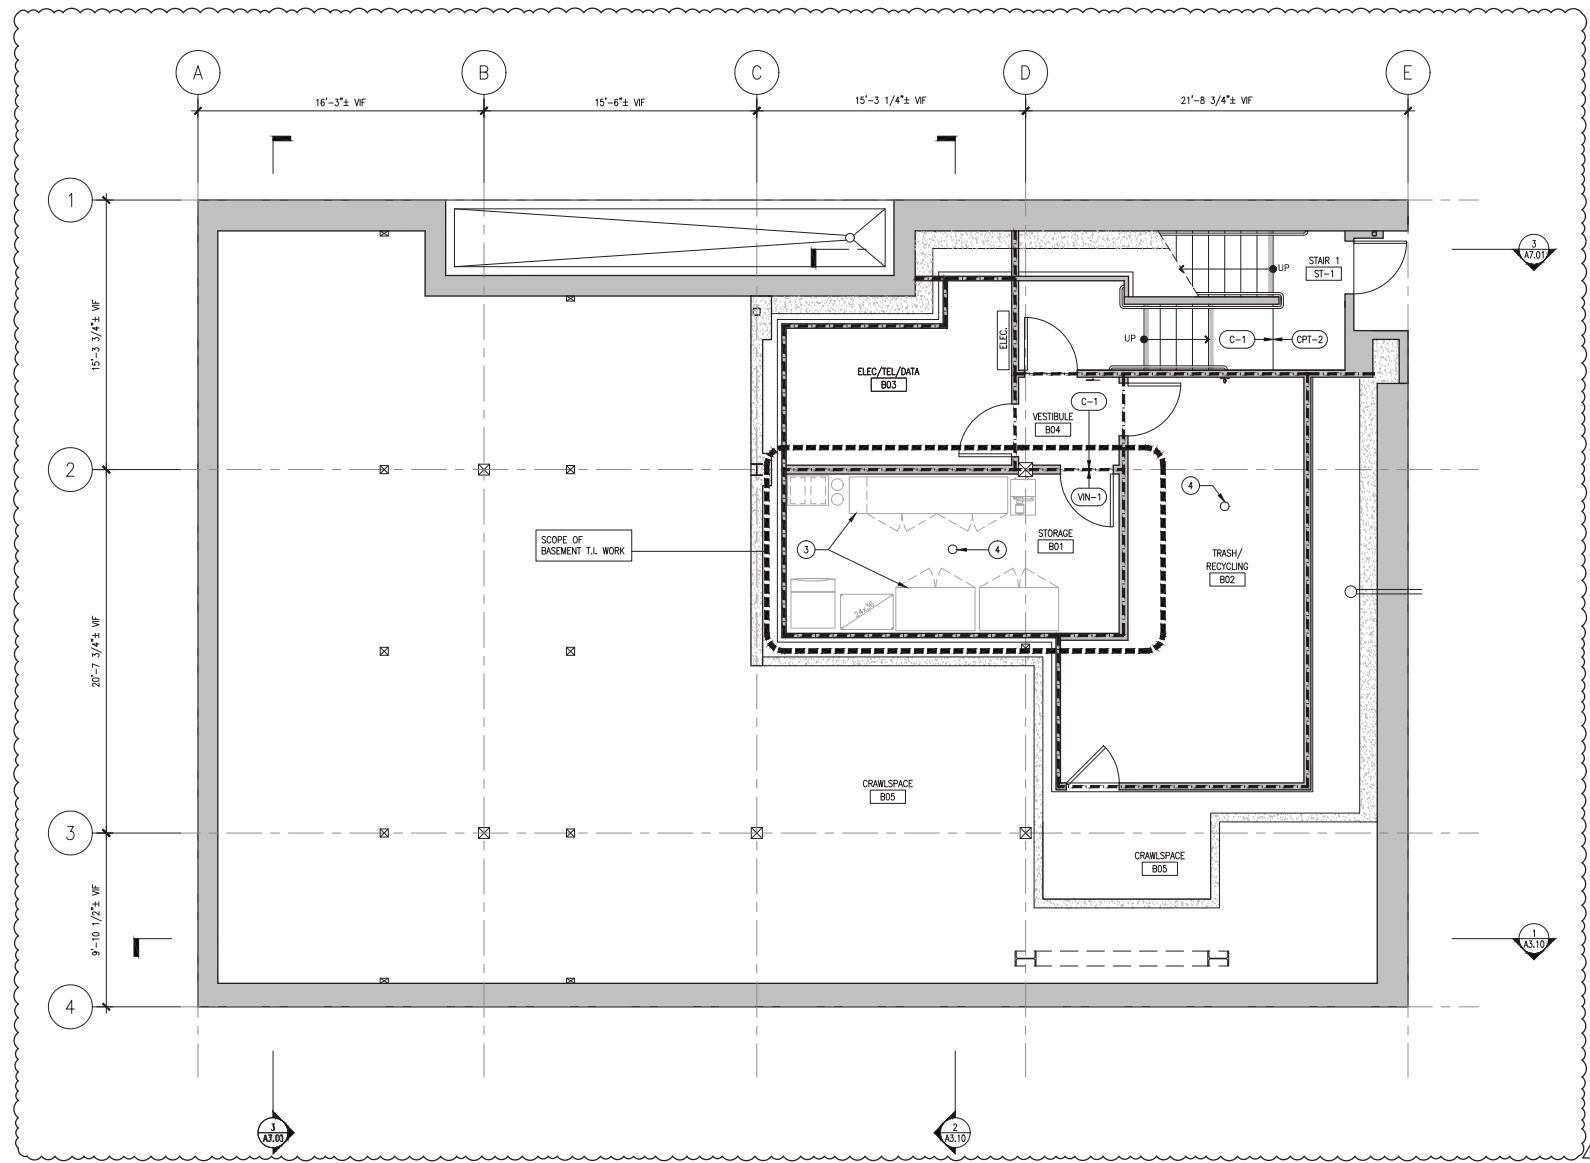 A
B
C
D
E
16'-3"± VIF
15'-6"± VIF
15'-3 1/4"± VIF
21'-8 3/4"± VIF
1
3
A7.01
UP
STAIR 1
ST-1
15'-3 3/4"± VIF
ELEC.
UP
C-1
CPT-2
ELEC/TEL/DATA
B03
C-1
VESTIBULE
B04
2
4
VIN-1
SCOPE OF
BASEMENT T.I. WORK
3
4
STORAGE
B01
TRASH/
RECYCLING
B02
24x36
20'-7 3/4"± VIF
CRAWLSPACE
B05
3
CRAWLSPACE
B05
9'-10 1/2"± VIF
1
A3.10
4
3
A3.00
2
A3.10